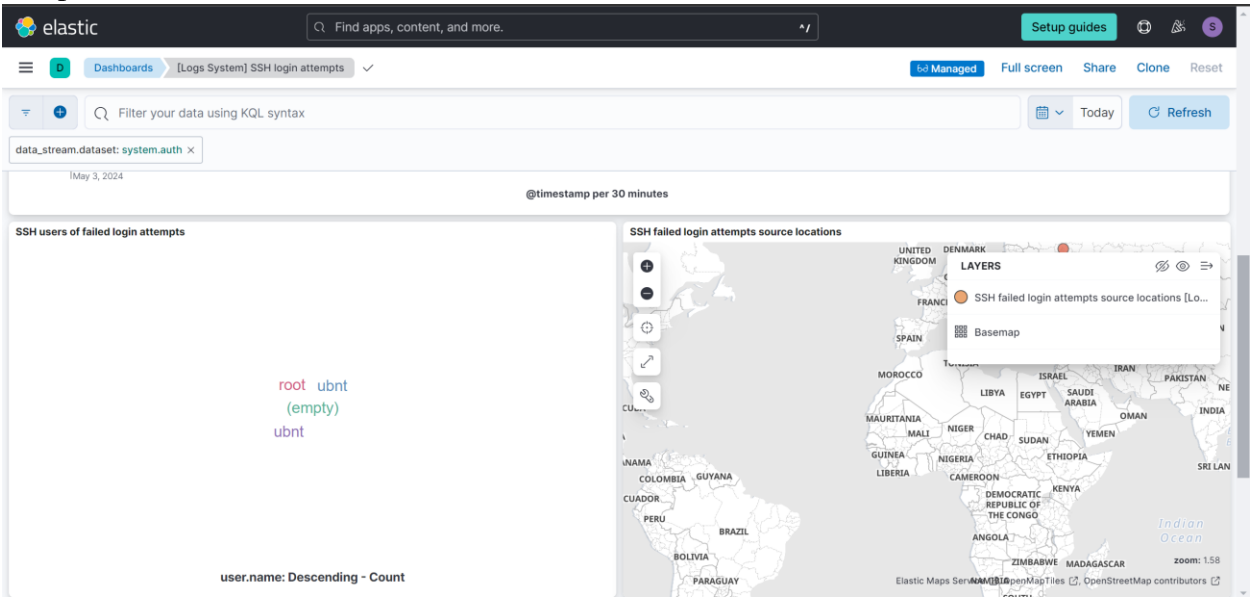 elastic
Find apps, content, and more.
^/
Setup guides
S
D
Dashboards
[Logs System] SSH login attempts
Managed
Full screen
Share
Clone
Reset
Filter your data using KQL syntax
Today
Refresh
data_stream.dataset: system.auth ×
May 3, 2024
@timestamp per 30 minutes
SSH users of failed login attempts
root ubnt
(empty)
ubnt
user.name: Descending - Count
SSH failed login attempts source locations
LAYERS
SSH failed login attempts source locations [Lo...
Basemap
UNITED
KINGDOM
DENMARK
FRANC
SPAIN
MOROCCO
ISRAEL
IRAN
PAKISTAN
NE
LIBYA
EGYPT
SAUDI
ARABIA
OMAN
INDIA
MAURITANIA
MALI
NIGER
CHAD
SUDAN
YEMEN
GUINEA
NIGERIA
ETHIOPIA
SRI LAN
LIBERIA
CAMEROON
NAMA
COLOMBIA
GUYANA
CUADOR
DEMOCRATIC
REPUBLIC OF
THE CONGO
KENYA
PERU
BRAZIL
ANGOLA
Indian
Ocean
BOLIVIA
ZIMBABWE
MADAGASCAR
zoom: 1.58
PARAGUAY
Elastic Maps Service
OpenMapTiles
, OpenStreetMap contributors